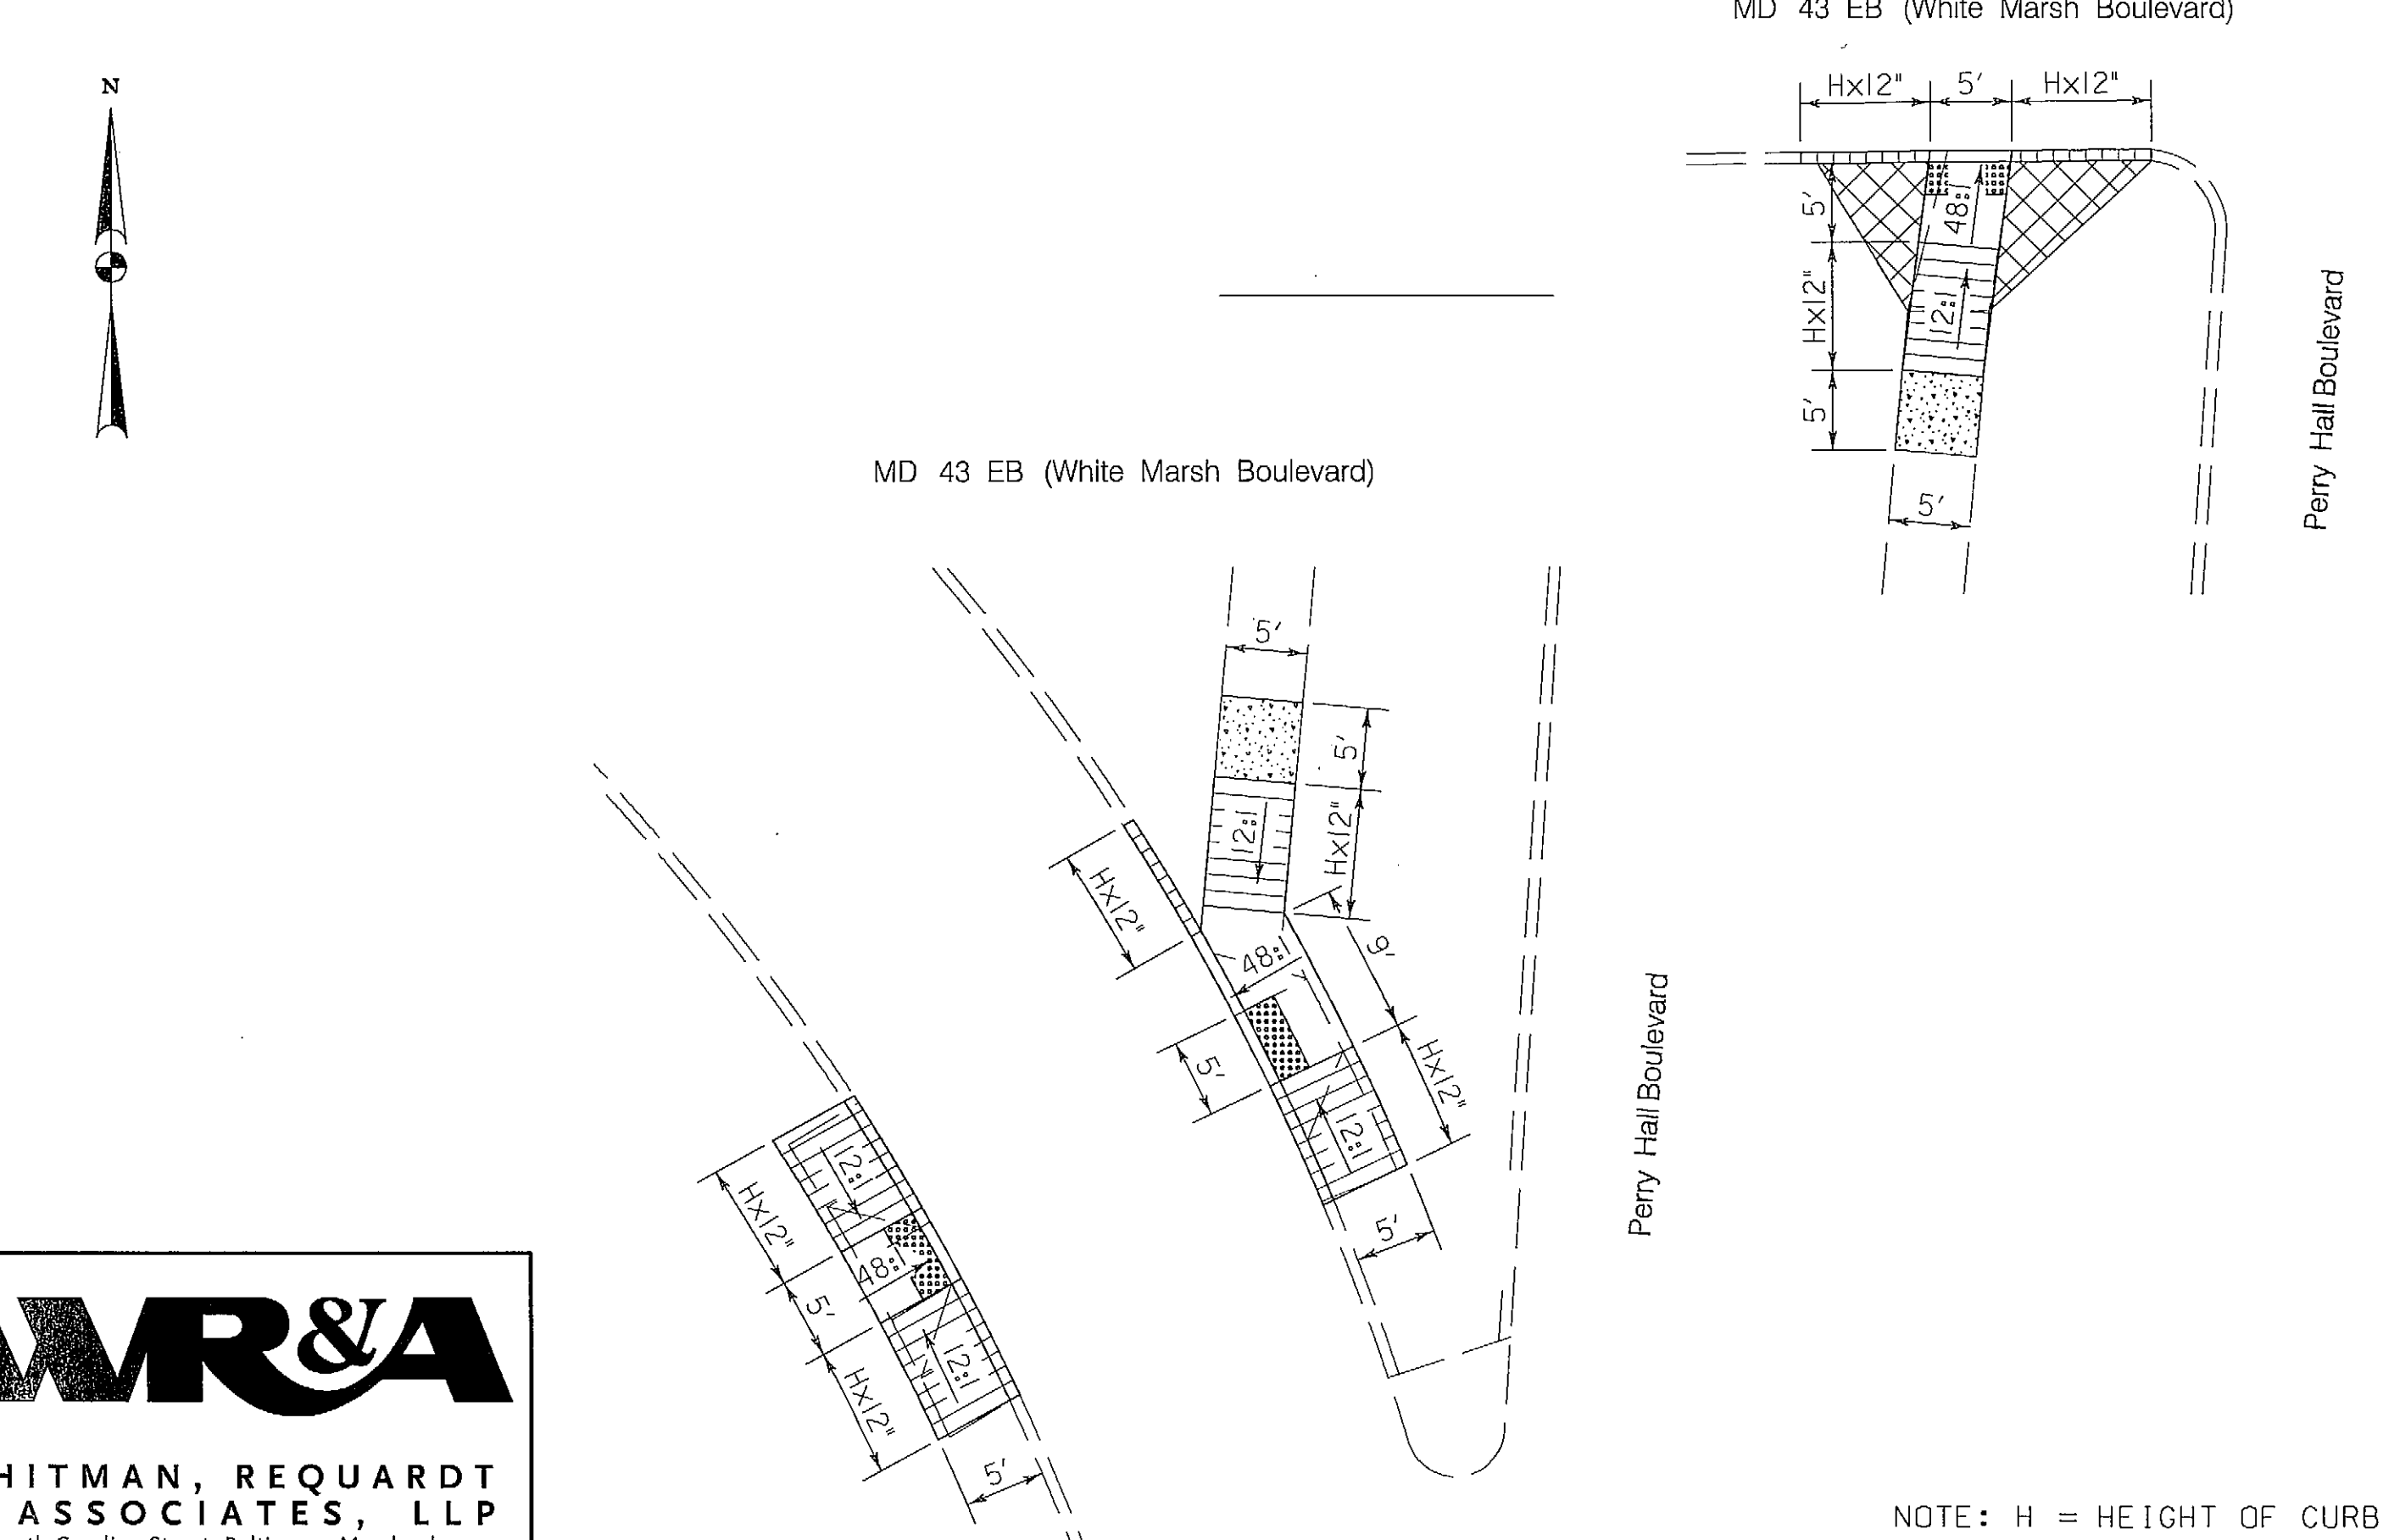 MD 43 EB (White Marsh Boulevard)
N
Hx12"
5'
Hx12"
5'
48:1
Hx12"
12:1
5'
5'
Perry Hall Boulevard
MD 43 EB (White Marsh Boulevard)
5'
5'
12:1
Hx12"
Hx12"
48:1
9'
5'
Hx12"
12:1
5'
Perry Hall Boulevard
12:1
Hx12"
48:1
5'
12:1
Hx12"
5'
WR&A
HITMAN, REQUARDT
ASSOCIATES, LLP
NOTE: H = HEIGHT OF CURB